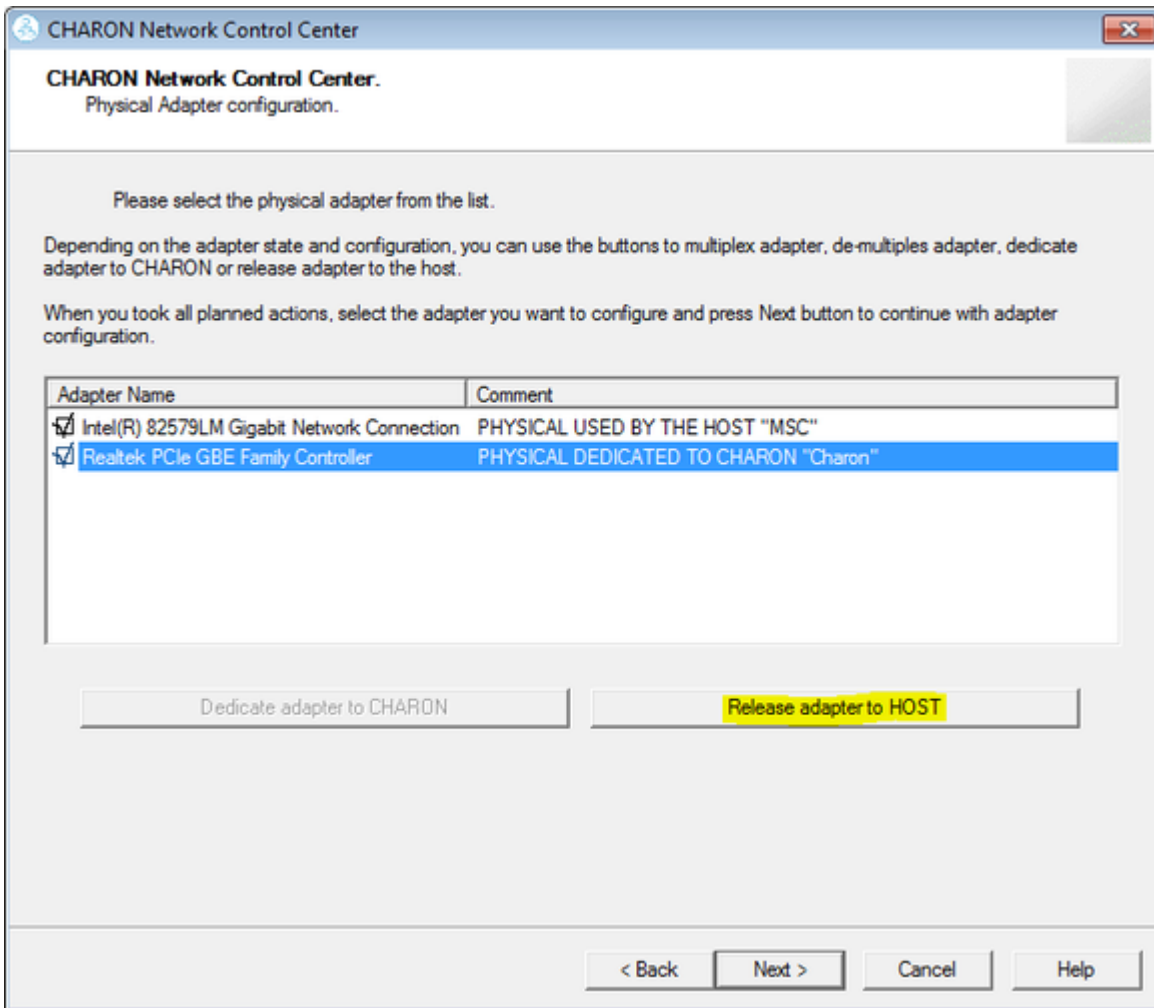 CHARON Network Control Center
CHARON Network Control Center.
Physical Adapter configuration.
Please select the physical adapter from the list.
Depending on the adapter state and configuration, you can use the buttons to multiplex adapter, de-multiples adapter, dedicate
adapter to CHARON or release adapter to the host.
When you took all planned actions, select the adapter you want to configure and press Next button to continue with adapter
configuration.
Adapter Name Comment
Intel(R) 82579LM Gigabit Network Connection PHYSICAL USED BY THE HOST "MSC"
Realtek PCIe GBE Family Controller PHYSICAL DEDICATED TO CHARON "Charon"
Dedicate adapter to CHARON Release adapter to HOST
< Back Next > Cancel Help